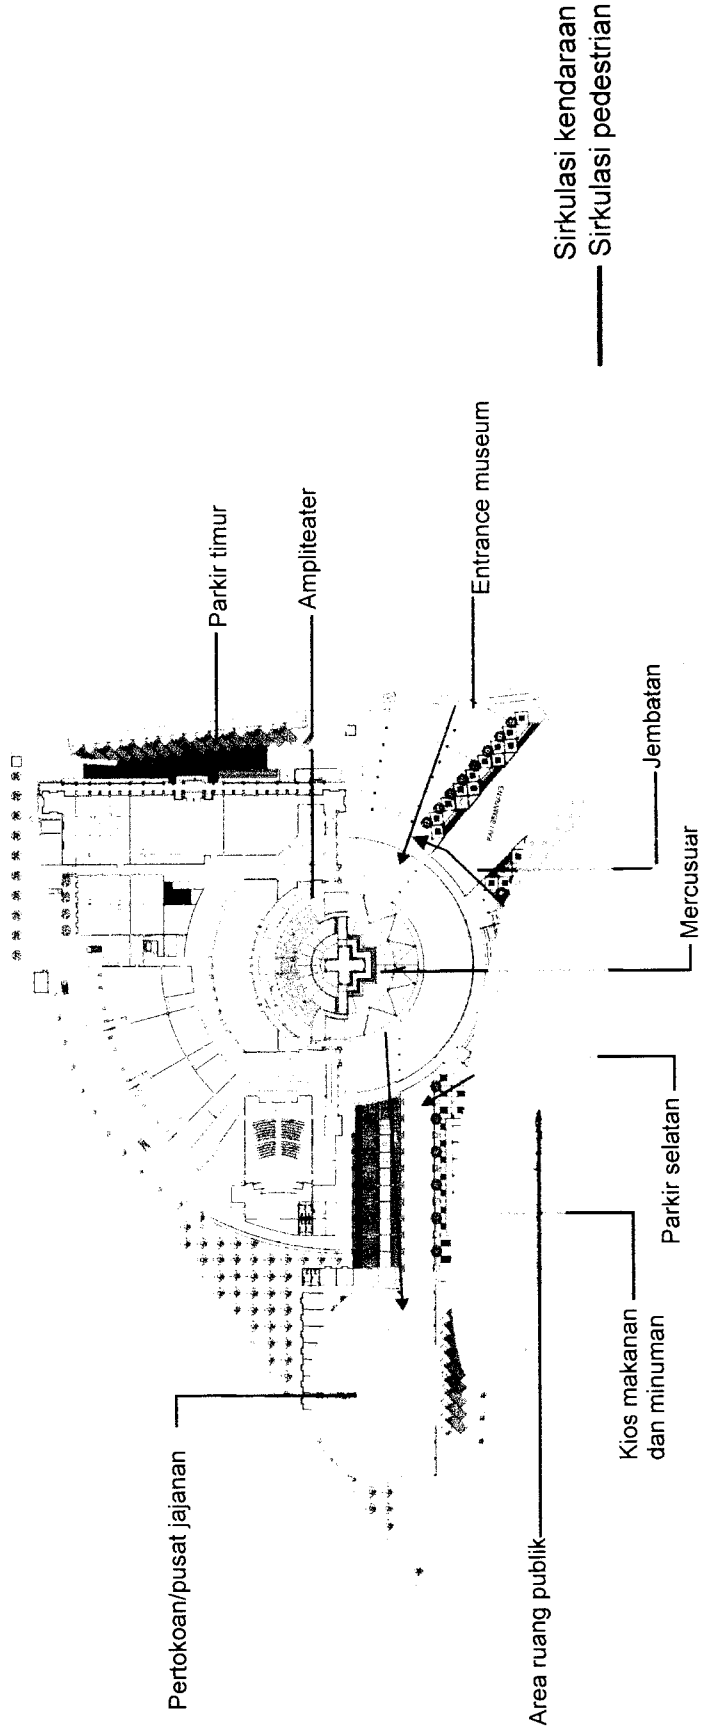 Pertokoan/pusat jajanan
Parkir timur
Ampliteater
Entrance museum
Jembatan
Mercusuar
Parkir selatan
Kios makanan
dan minuman
Area ruang publik
Sirkulasi kendaraan
Sirkulasi pedestrian